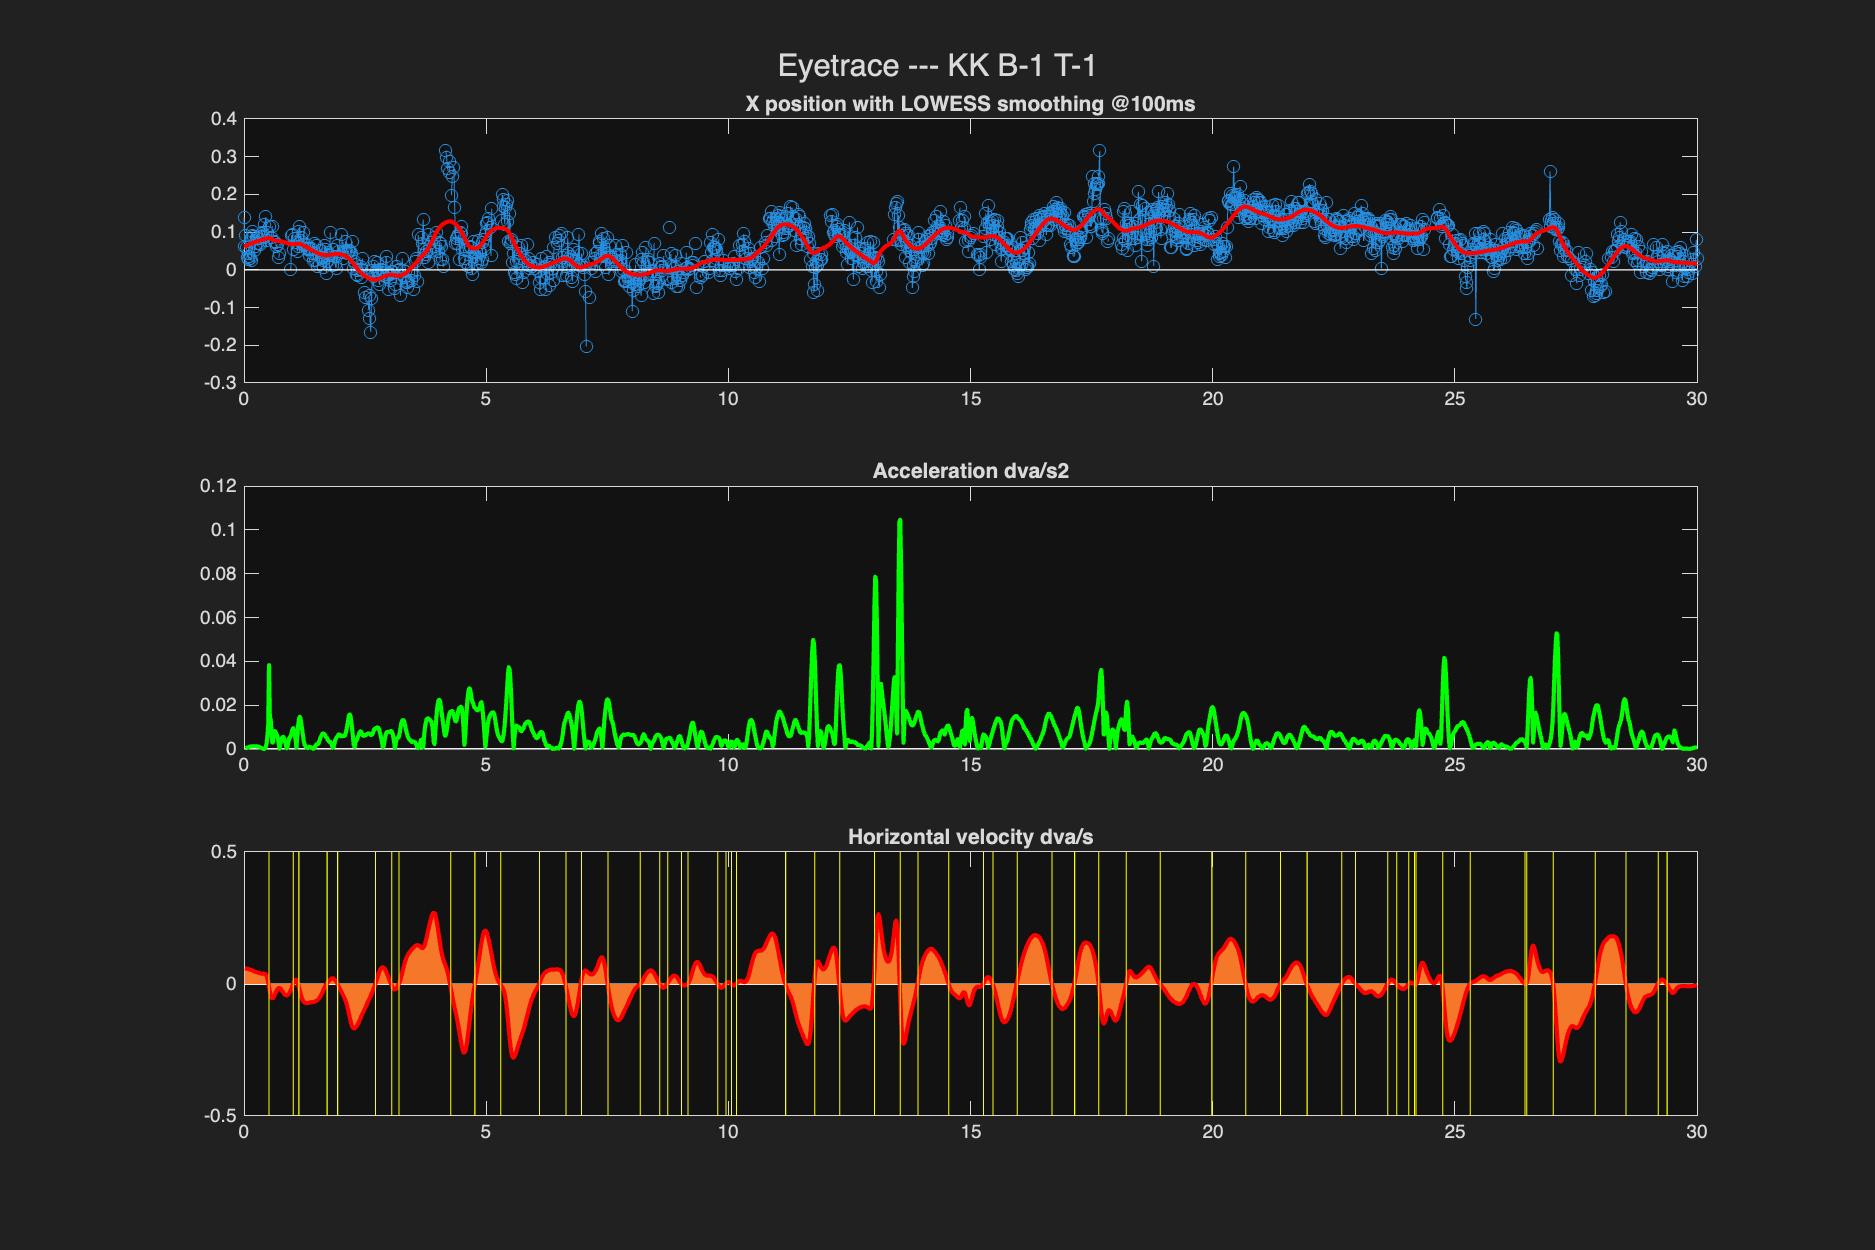 Eyetrace --- KK B-1 T-1
X position with LOWESS smoothing @100ms
0.4
0.3
0.2
0.1
0
-0.1
-0.2
-0.3
0 5 10 15 20 25 30
Acceleration dva/s2
0.12
0.1
0.08
0.06
0.04
0.02
0
0 5 10 15 20 25 30
Horizontal velocity dva/s
0.5
0
-0.5
0 5 10 15 20 25 30